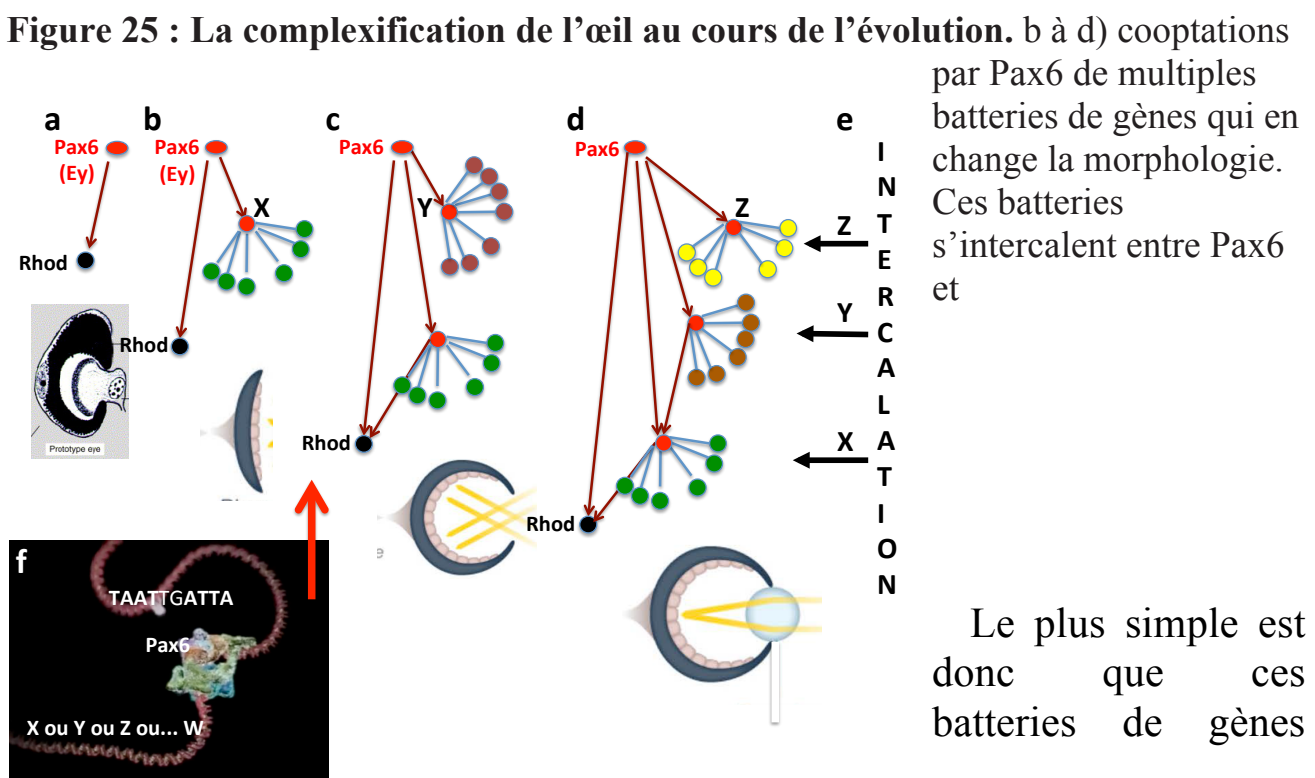 Figure 25 : La complexification de l’œil au cours de l’évolution. b à d) cooptations
par Pax6 de multiples
batteries de gènes qui en
change la morphologie.
Ces batteries
s’intercalent entre Pax6
et
a
Pax6
(Ey)
Rhod
Prototype eye
b
Pax6
(Ey)
X
Rhod
c
Pax6
Y
Rhod
e
d
Pax6
Z
Rhod
e
Z
Y
X
I
N
T
E
R
C
A
L
A
T
I
O
N
f
TAATTGATTA
Pax6
X ou Y ou Z ou... W
Le plus simple est
donc que ces
batteries de gènes